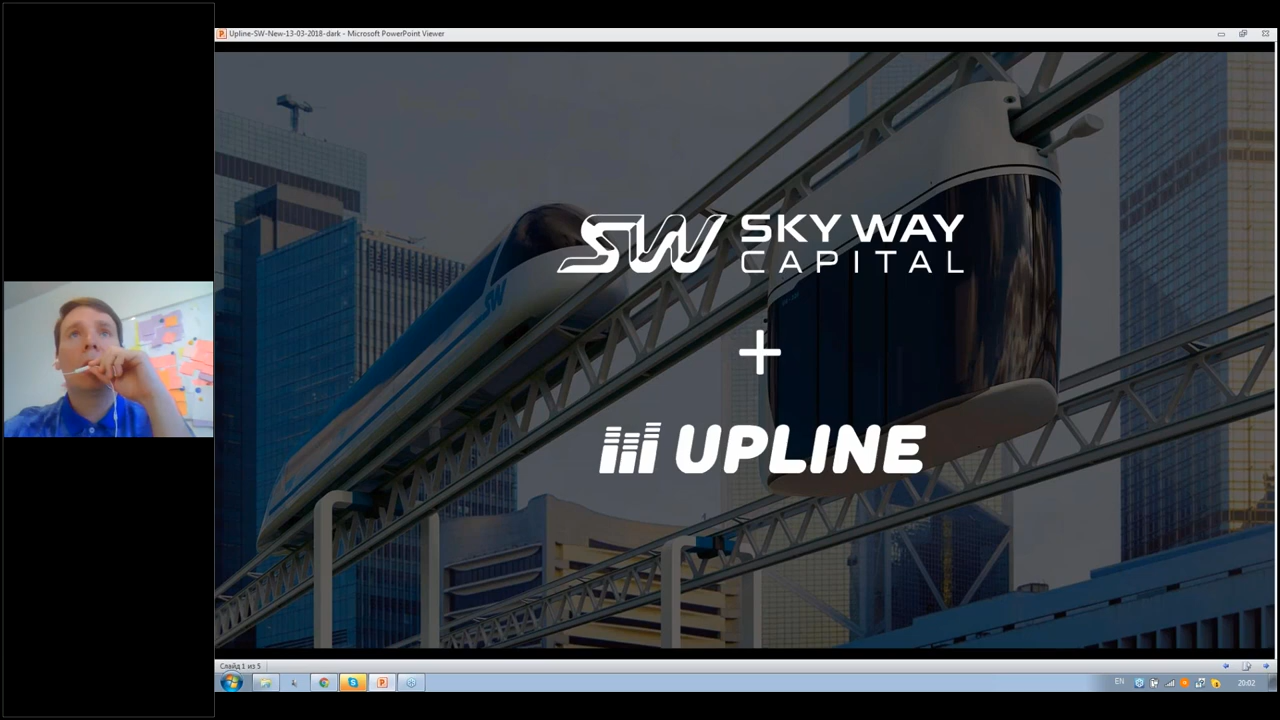 Upline-SW-New-13-03-2018-dark - Microsoft PowerPoint Viewer
SW SKY WAY
CAPITAL
+
UPLINE
SW
Слайд 1 из 5
EN
20:02